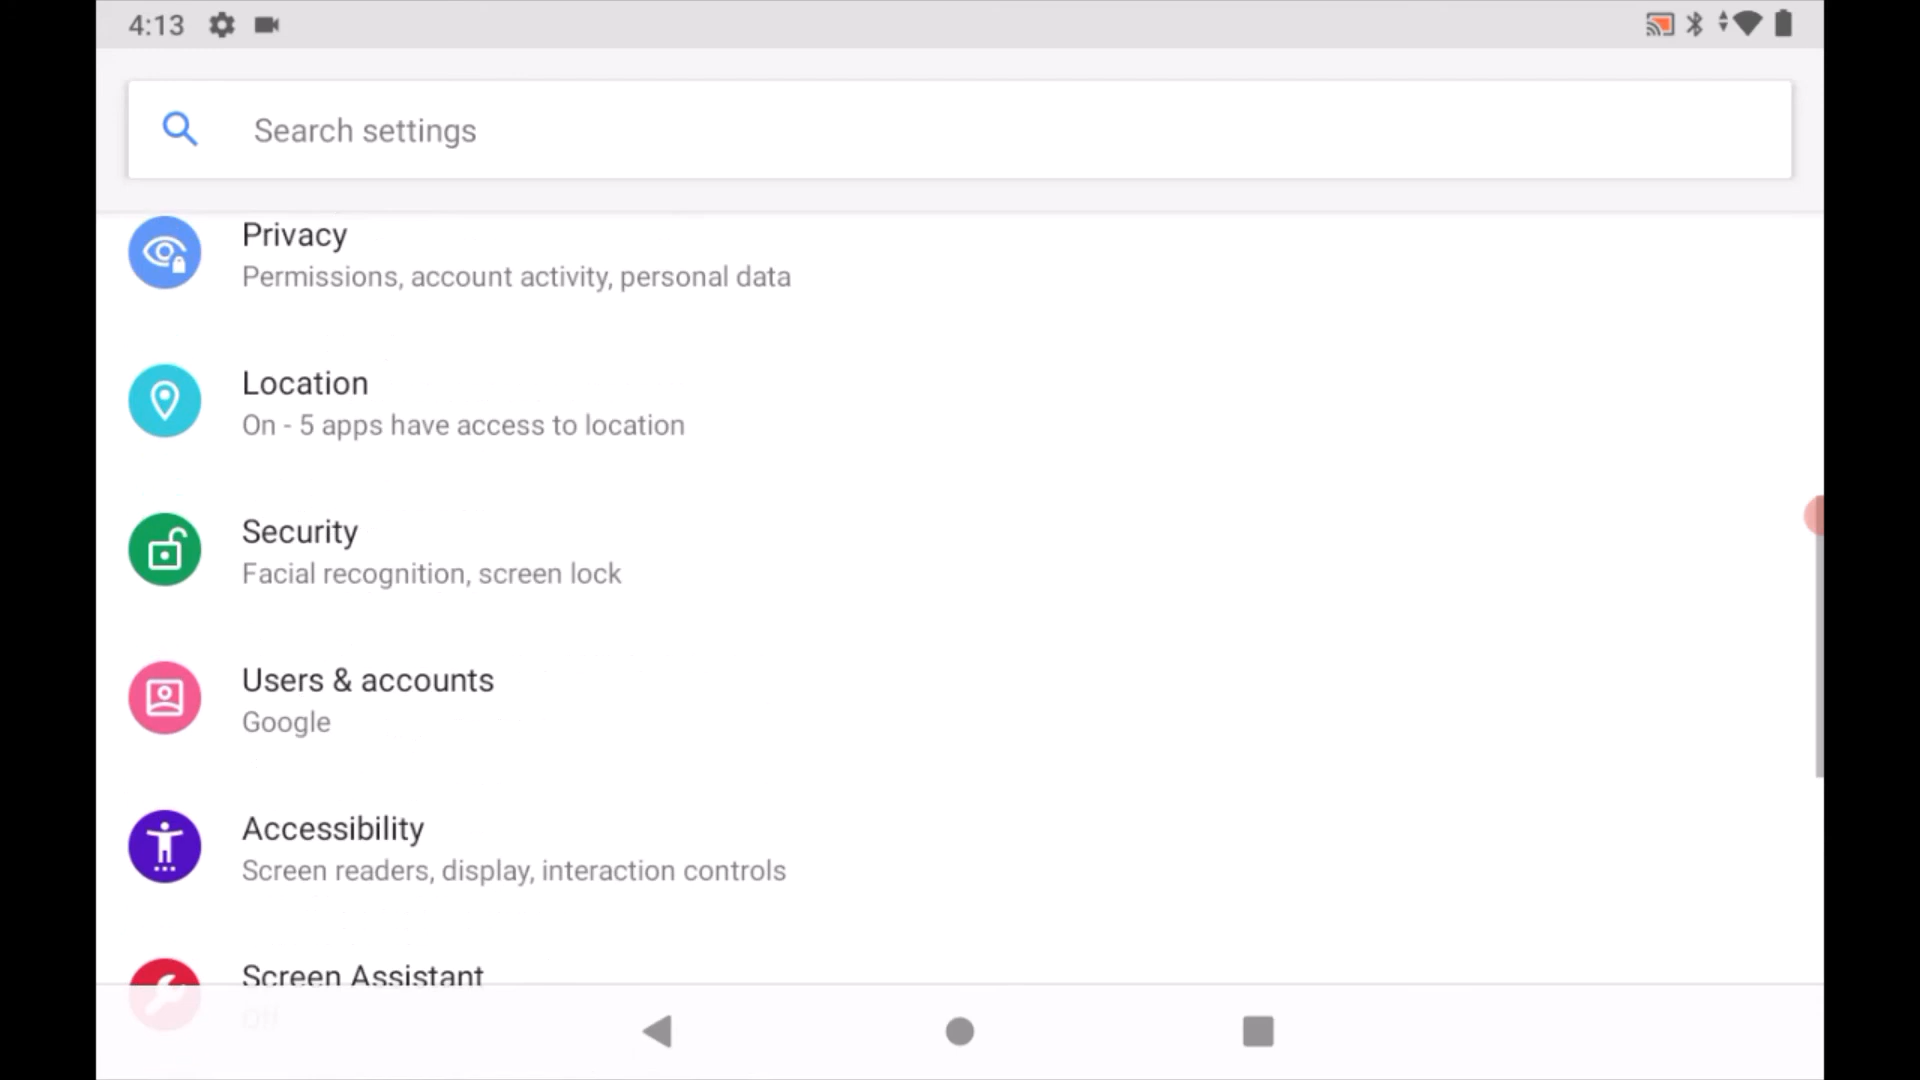 4:13
Search settings
Privacy
Permissions, account activity, personal data
Location
On - 5 apps have access to location
Security
Facial recognition, screen lock
Users & accounts
Google
Accessibility
Screen readers, display, interaction controls
Screen Assistant
Off